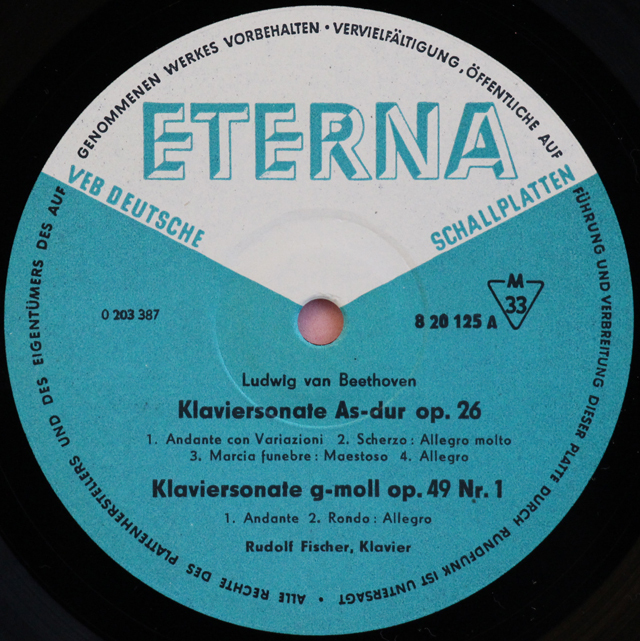 ALLE RECHTE DES PLATTENHERSTELLERS UND DES EIGENTÜMERS DES AUF GENOMMENEN WERKES VORBEHALTEN · VERVIELFÄLTIGUNG, ÖFFENTLICHE AUF FÜHRUNG UND VERBREITUNG DIESER PLATTE DURCH RUNDFUNK IST UNTERSAGT ·
ETERNA
VEB DEUTSCHE SCHALLPLATTEN
M
33
0 203 387
8 20 125 A
Ludwig van Beethoven
Klaviersonate As-dur op. 26
1. Andante con Variazioni 2. Scherzo: Allegro molto
3. Marcia funebre: Maestoso 4. Allegro
Klaviersonate g-moll op. 49 Nr. 1
1. Andante 2. Rondo: Allegro
Rudolf Fischer, Klavier